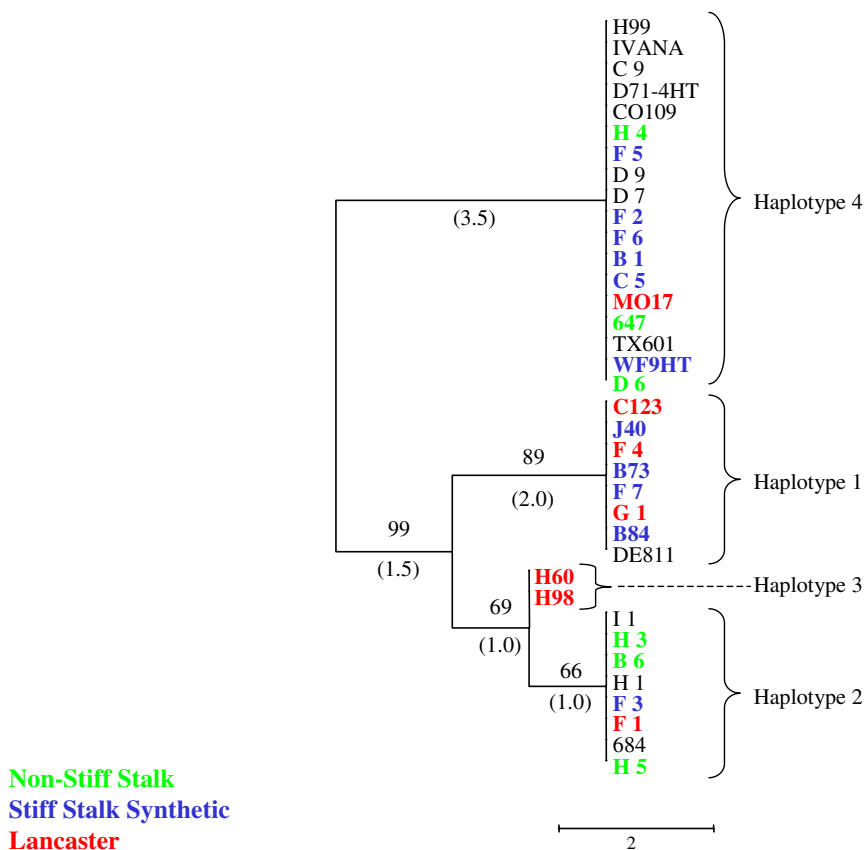 H99
IVANA
C 9
D71-4HT
CO109
H 4
F 5
D 9
D 7
F 2
F 6
B 1
C 5
MO17
647
TX601
WF9HT
D 6
Haplotype 4
(3.5)
C123
J40
F 4
B73
F 7
G 1
B84
DE811
Haplotype 1
89
(2.0)
99
(1.5)
H60
H98
Haplotype 3
69
(1.0)
I 1
H 3
B 6
H 1
F 3
F 1
684
H 5
Haplotype 2
66
(1.0)
Non-Stiff Stalk
Stiff Stalk Synthetic
Lancaster
2